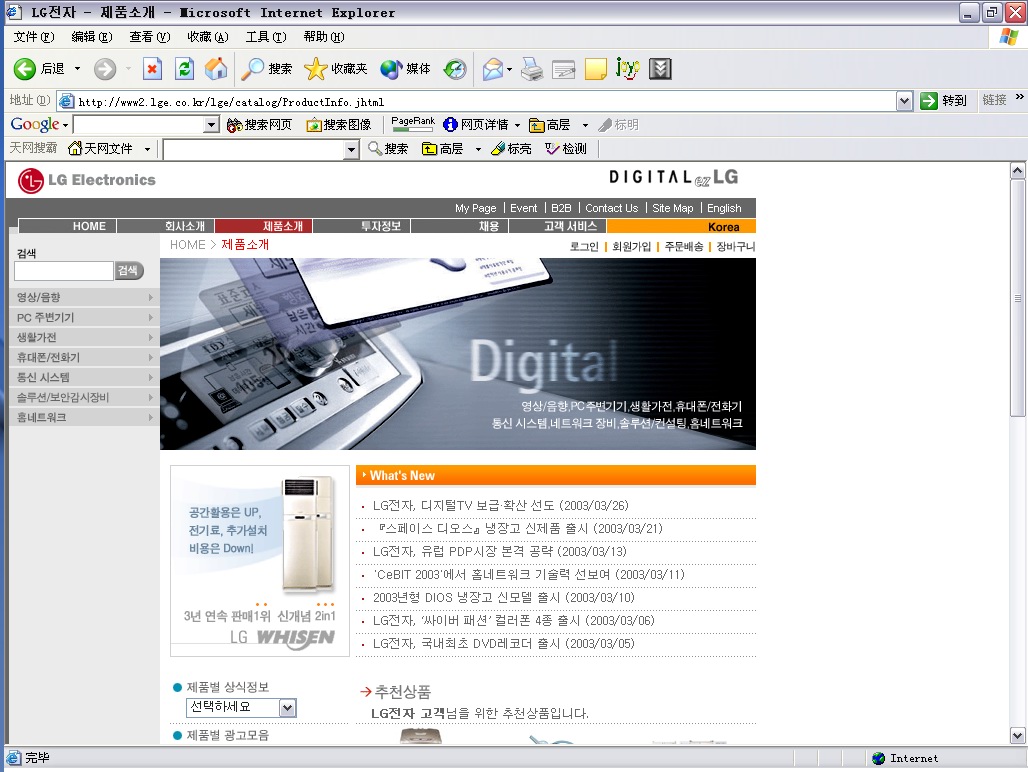 LG전자 - 제품소개 - Microsoft Internet Explorer
文件(F) 编辑(E) 查看(V) 收藏(A) 工具(T) 帮助(H)
后退 搜索 收藏夹 媒体 joy
地址(D) http://www2.lge.co.kr/lge/catalog/ProductInfo.jhtml 转到 链接 »
Google 搜索网页 搜索图像 PageRank 网页详情 高层 标明
天网搜霸 天网文件 搜索 高层 标亮 检测
LG Electronics DIGITAL ez LG
My Page | Event | B2B | Contact Us | Site Map | English
HOME 회사소개 제품소개 투자정보 채용 고객 서비스 Korea
HOME > 제품소개 로그인 | 회원가입 | 주문배송 | 장바구니
검색
검색
영상/음향
PC 주변기기
생활가전
휴대폰/전화기
통신 시스템
솔루션/보안감시장비
홈네트워크
Digital
영상/음향,PC주변기기,생활가전,휴대폰/전화기
통신 시스템,네트워크 장비,솔루션/컨설팅,홈네트워크
공간활용은 UP,
전기료, 추가설치
비용은 Down!
3년 연속 판매1위 신개념 2in1
LG WHISEN
What's New
LG전자, 디지털TV 보급·확산 선도 (2003/03/26)
『스페이스 디오스』 냉장고 신제품 출시 (2003/03/21)
LG전자, 유럽 PDP시장 본격 공략 (2003/03/13)
'CeBIT 2003'에서 홈네트워크 기술력 선보여 (2003/03/11)
2003년형 DIOS 냉장고 신모델 출시 (2003/03/10)
LG전자, '싸이버 패션' 컬러폰 4종 출시 (2003/03/06)
LG전자, 국내최초 DVD레코더 출시 (2003/03/05)
제품별 상식정보
선택하세요
제품별 광고모음
추천상품
LG전자 고객님을 위한 추천상품입니다.
完毕 Internet